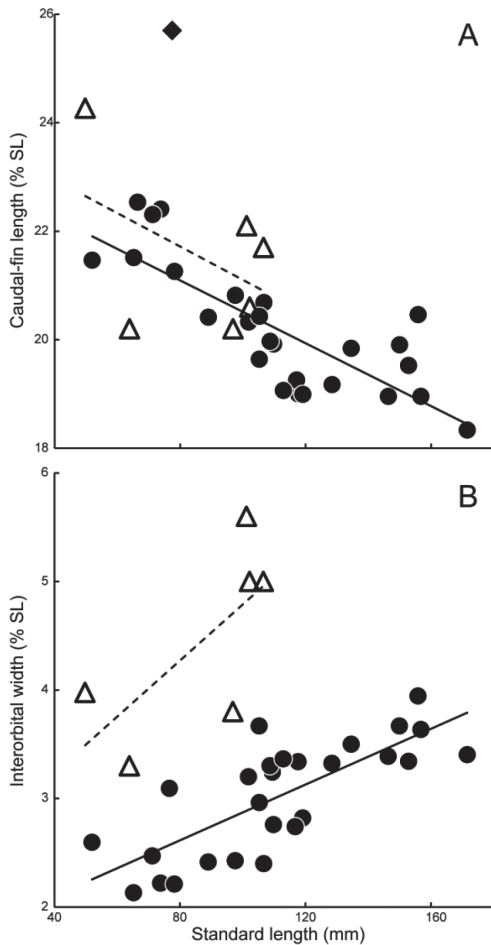 26
A
24
22
20
18
Caudal-fin length (% SL)
6
B
5
4
3
2
Interorbital width (% SL)
40
80
120
160
Standard length (mm)